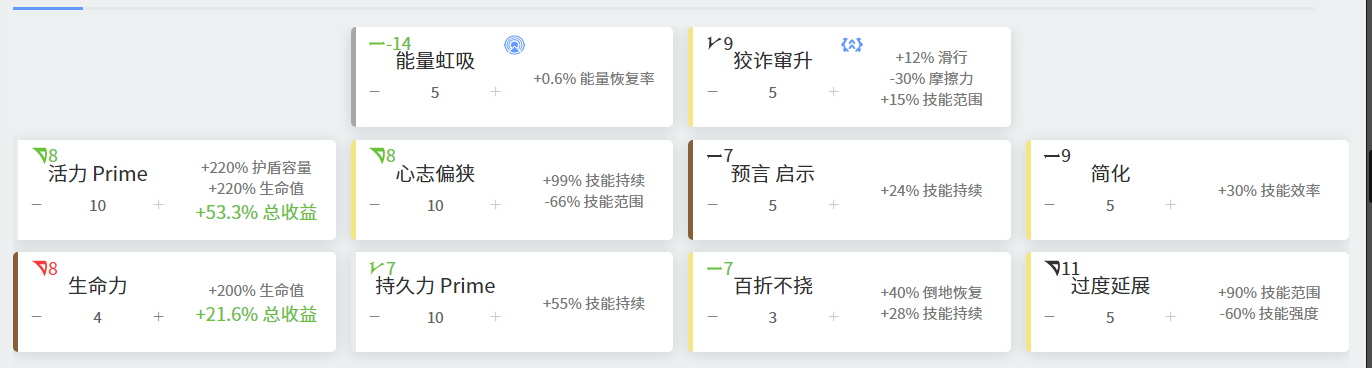 -14
能量虹吸
− 5 +
+0.6% 能量恢复率
9
狡诈窜升
− 5 +
+12% 滑行
-30% 摩擦力
+15% 技能范围
8
活力 Prime
− 10 +
+220% 护盾容量
+220% 生命值
+53.3% 总收益
8
心志偏狭
− 10 +
+99% 技能持续
-66% 技能范围
7
预言 启示
− 5 +
+24% 技能持续
9
简化
− 5 +
+30% 技能效率
8
生命力
− 4 +
+200% 生命值
+21.6% 总收益
7
持久力 Prime
− 10 +
+55% 技能持续
7
百折不挠
− 3 +
+40% 倒地恢复
+28% 技能持续
11
过度延展
− 5 +
+90% 技能范围
-60% 技能强度